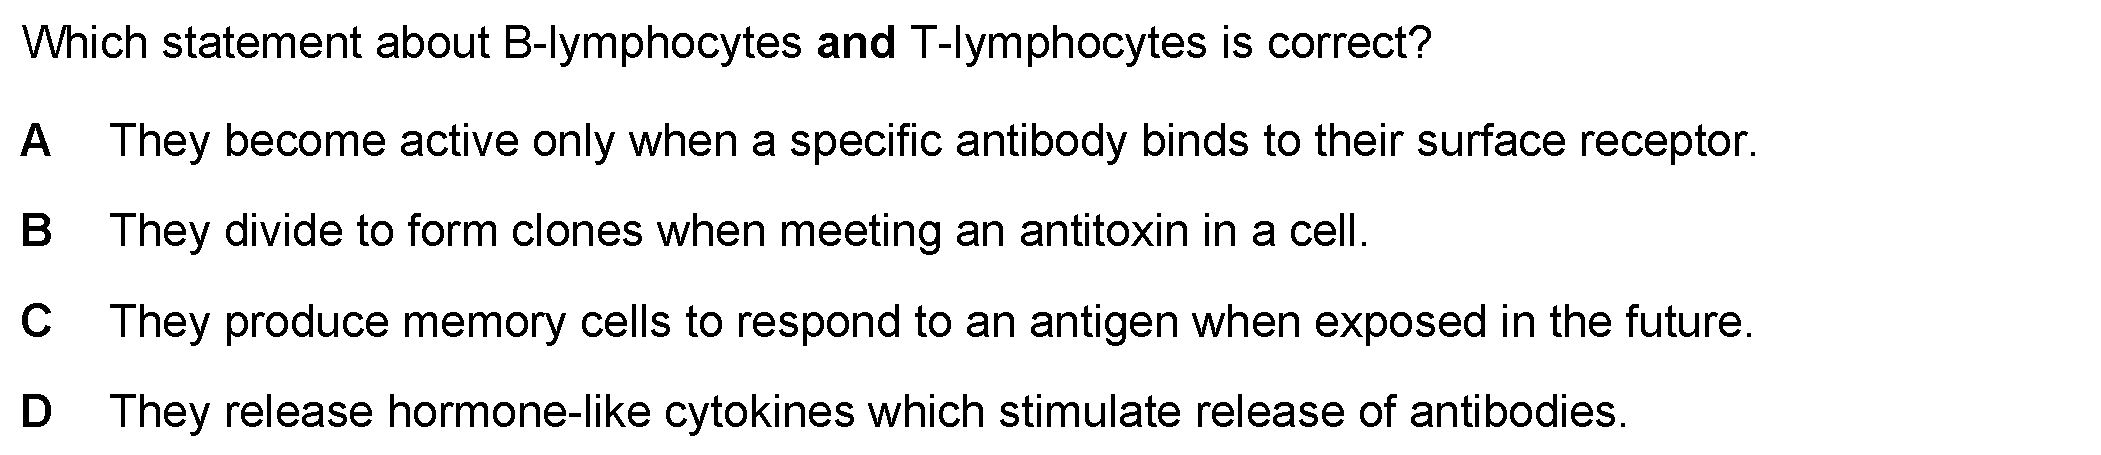 Which statement about B-lymphocytes and T-lymphocytes is correct?
A They become active only when a specific antibody binds to their surface receptor.
B They divide to form clones when meeting an antitoxin in a cell.
C They produce memory cells to respond to an antigen when exposed in the future.
D They release hormone-like cytokines which stimulate release of antibodies.